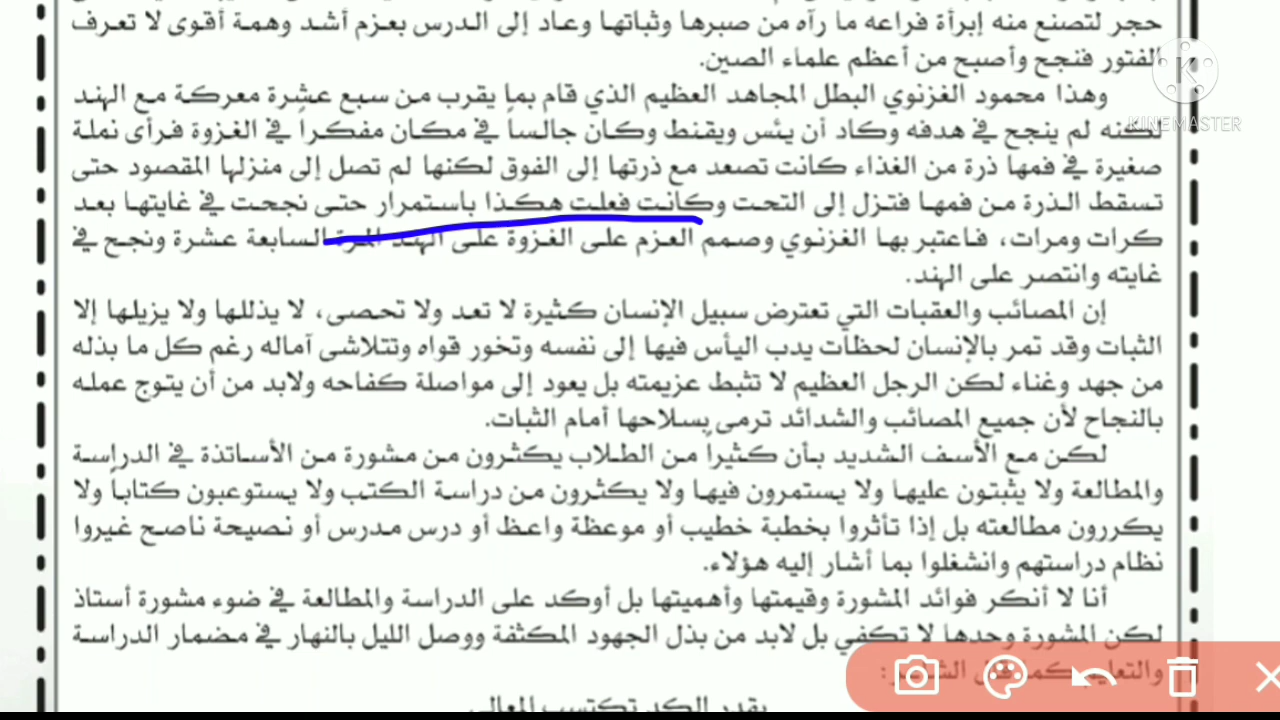 حجر لتصنع منه إبرأة فراعه ما رآه من صبرها وثباتها وعاد إلى الدرس بعزم أشد وهمة أقوى لا تعرف
الفتور فنجح وأصبح من أعظم علماء الصين.
وهذا محمود الغزنوي البطل المجاهد العظيم الذي قام بما يقرب من سبع عشرة معركة مع الهند
لكنه لم ينجح في هدفه وكاد أن يئس ويقنط وكان جالساً في مكان مفكراً في الغزوة فرأى نملة
صغيرة في فمها ذرة من الغذاء كانت تصعد مع ذرتها إلى الفوق لكنها لم تصل إلى منزلها المقصود حتى
تسقط الذرة من فمها فتزل إلى التحت وكانت فعلت هكذا باستمرار حتى نجحت في غايتها بعد
كرات ومرات، فاعتبر بها الغزنوي وصمم العزم على الغزوة على الهند المرة السابعة عشرة ونجح في
غايته وانتصر على الهند.
إن المصائب والعقبات التي تعترض سبيل الإنسان كثيرة لا تعد ولا تحصى، لا يذللها ولا يزيلها إلا
الثبات وقد تمر بالإنسان لحظات يدب اليأس فيها إلى نفسه وتخور قواه وتتلاشى آماله رغم كل ما بذله
من جهد وغناء لكن الرجل العظيم لا تثبط عزيمته بل يعود إلى مواصلة كفاحه ولابد من أن يتوج عمله
بالنجاح لأن جميع المصائب والشدائد ترمى بسلاحها أمام الثبات.
لكن مع الأسف الشديد بأن كثيراً من الطلاب يكثرون من مشورة من الأساتذة في الدراسة
والمطالعة ولا يثبتون عليها ولا يستمرون فيها ولا يكثرون من دراسة الكتب ولا يستوعبون كتاباً ولا
يكررون مطالعته بل إذا تأثروا بخطبة خطيب أو موعظة واعظ أو درس مدرس أو نصيحة ناصح غيروا
نظام دراستهم وانشغلوا بما أشار إليه هؤلاء.
أنا لا أنكر فوائد المشورة وقيمتها وأهميتها بل أوكد على الدراسة والمطالعة في ضوء مشورة أستاذ
لكن المشورة وحدها لا تكفي بل لابد من بذل الجهود المكثفة ووصل الليل بالنهار في مضمار الدراسة
والتعليم كما قال الشاعر:
بقدر الكد تكتسب المعالي
K
KINEMASTER